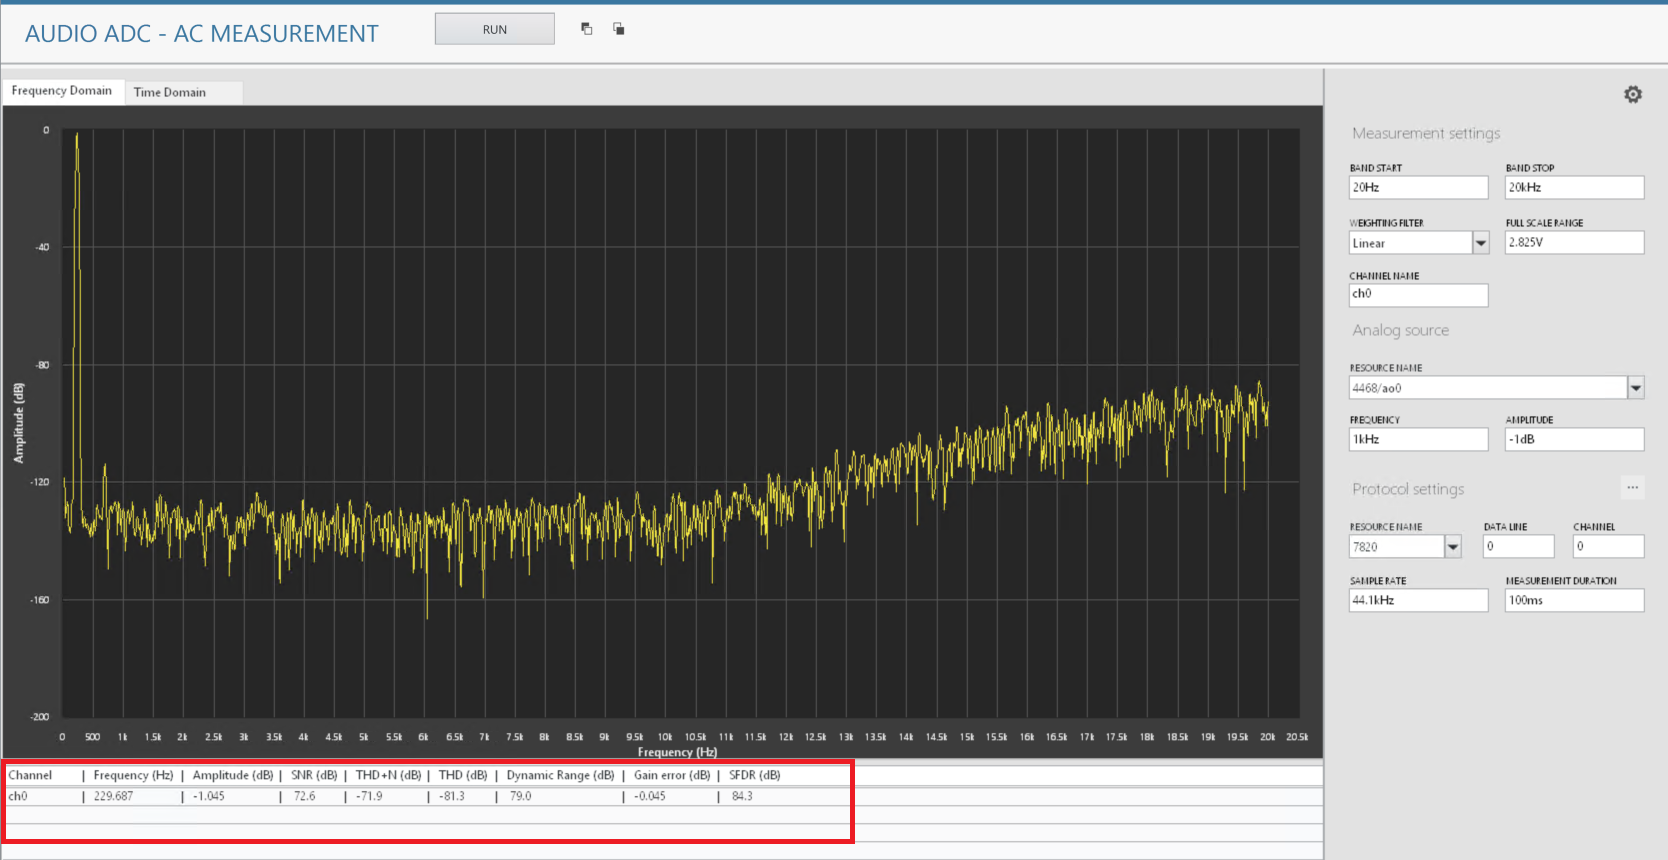 AUDIO ADC - AC MEASUREMENT
RUN
Frequency Domain
Time Domain
Amplitude (dB)
0
-40
-80
-120
-160
-200
0 500 1k 1.5k 2k 2.5k 3k 3.5k 4k 4.5k 5k 5.5k 6k 6.5k 7k 7.5k 8k 8.5k 9k 9.5k 10k 10.5k 11k 11.5k 12k 12.5k 13k 13.5k 14k 14.5k 15k 15.5k 16k 16.5k 17k 17.5k 18k 18.5k 19k 19.5k 20k 20.5k
Frequency (Hz)
Channel | Frequency (Hz) | Amplitude (dB) | SNR (dB) | THD+N (dB) | THD (dB) | Dynamic Range (dB) | Gain error (dB) | SFDR (dB)
ch0 | 229.687 | -1.045 | 72.6 | -71.9 | -81.3 | 79.0 | -0.045 | 84.3
Measurement settings
BAND START BAND STOP
20Hz 20kHz
WEIGHTING FILTER FULL SCALE RANGE
Linear 2.825V
CHANNEL NAME
ch0
Analog source
RESOURCE NAME
4468/ao0
FREQUENCY AMPLITUDE
1kHz -1dB
Protocol settings
...
RESOURCE NAME DATA LINE CHANNEL
7820 0 0
SAMPLE RATE MEASUREMENT DURATION
44.1kHz 100ms